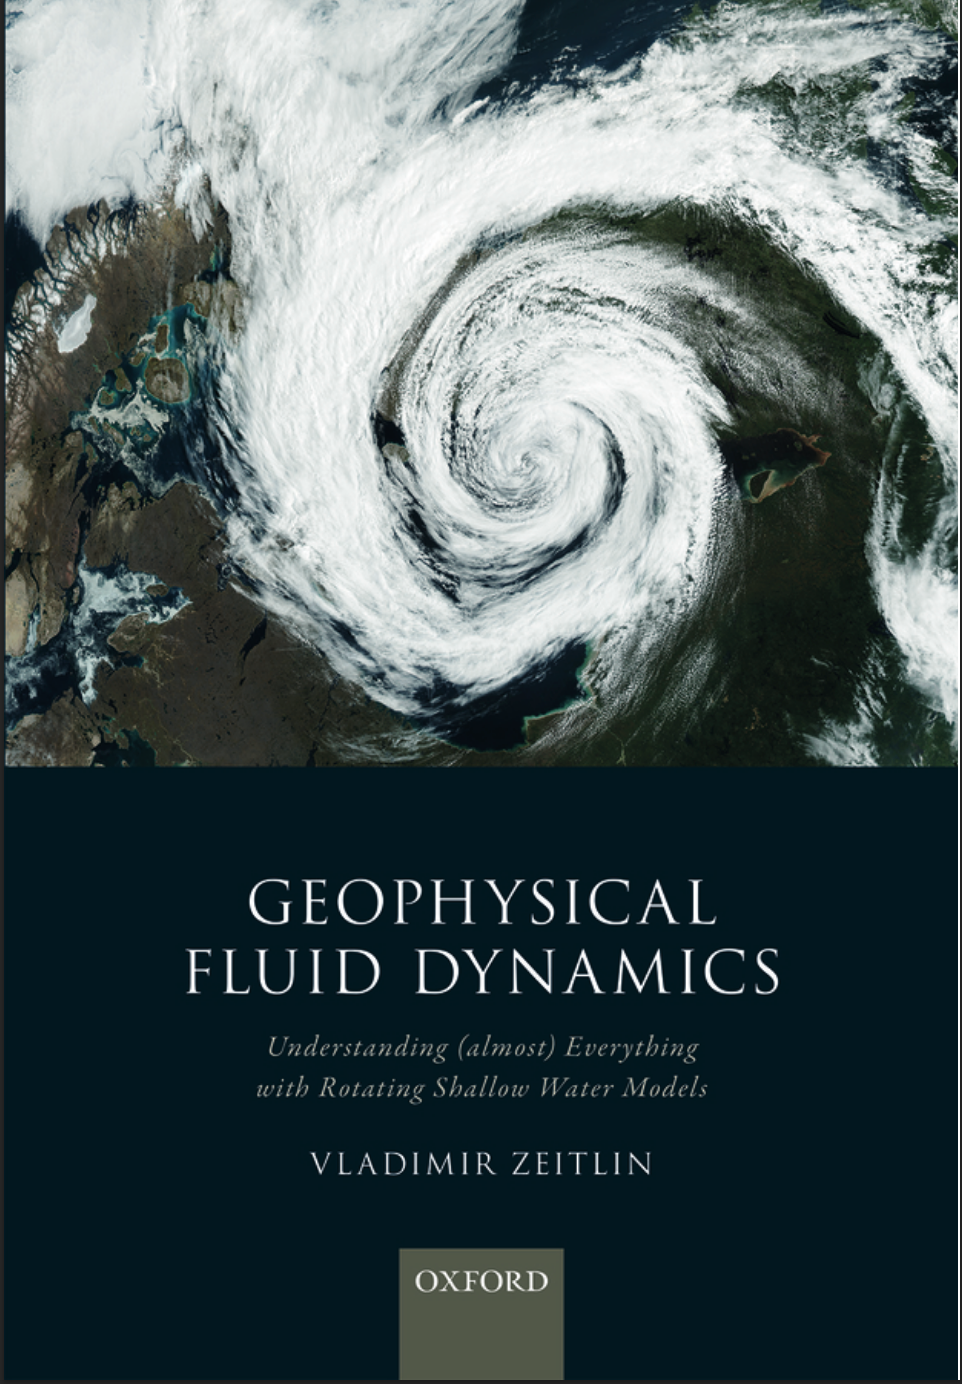 GEOPHYSICAL
FLUID DYNAMICS
Understanding (almost) Everything
with Rotating Shallow Water Models
VLADIMIR ZEITLIN
OXFORD